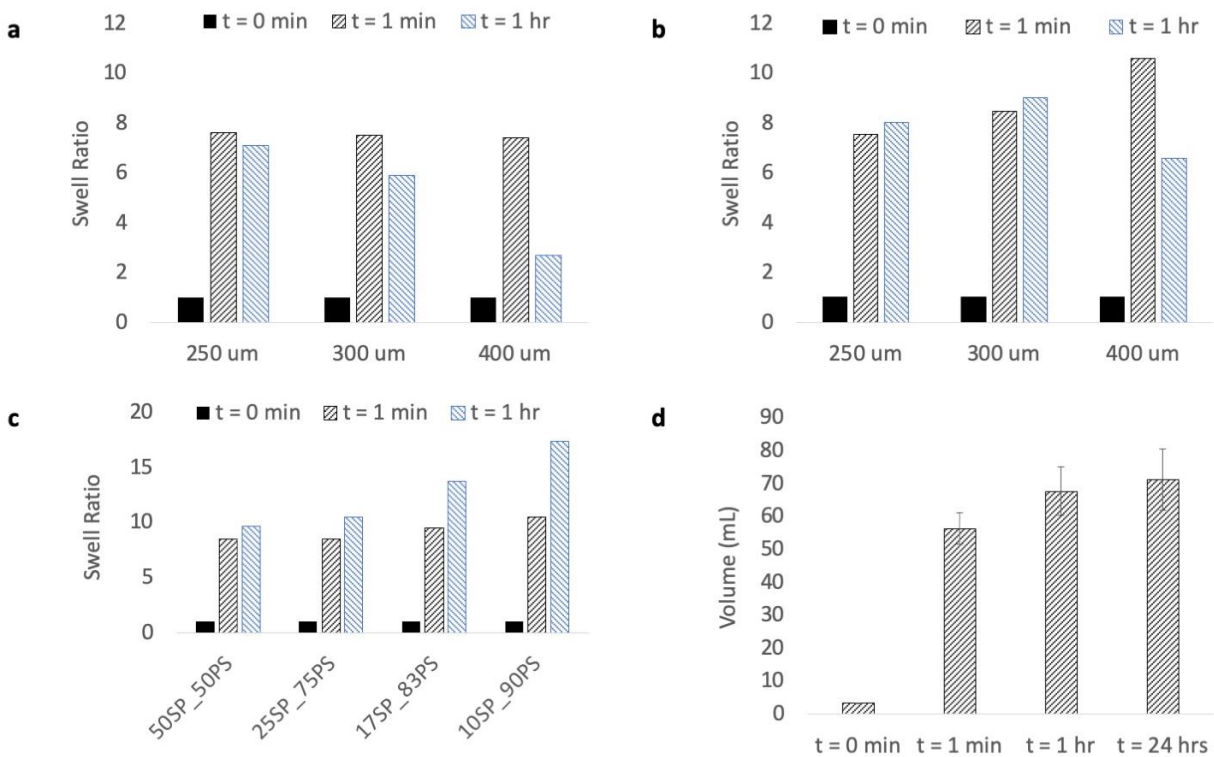 a
t = 0 min t = 1 min t = 1 hr
12
10
8
6
4
2
0
Swell Ratio
250 um 300 um 400 um
b
t = 0 min t = 1 min t = 1 hr
12
10
8
6
4
2
0
Swell Ratio
250 um 300 um 400 um
c
t = 0 min t = 1 min t = 1 hr
20
15
10
5
0
Swell Ratio
50SP_50PS 25SP_75PS 17SP_83PS 10SP_90PS
d
90
80
70
60
50
40
30
20
10
0
Volume (mL)
t = 0 min t = 1 min t = 1 hr t = 24 hrs